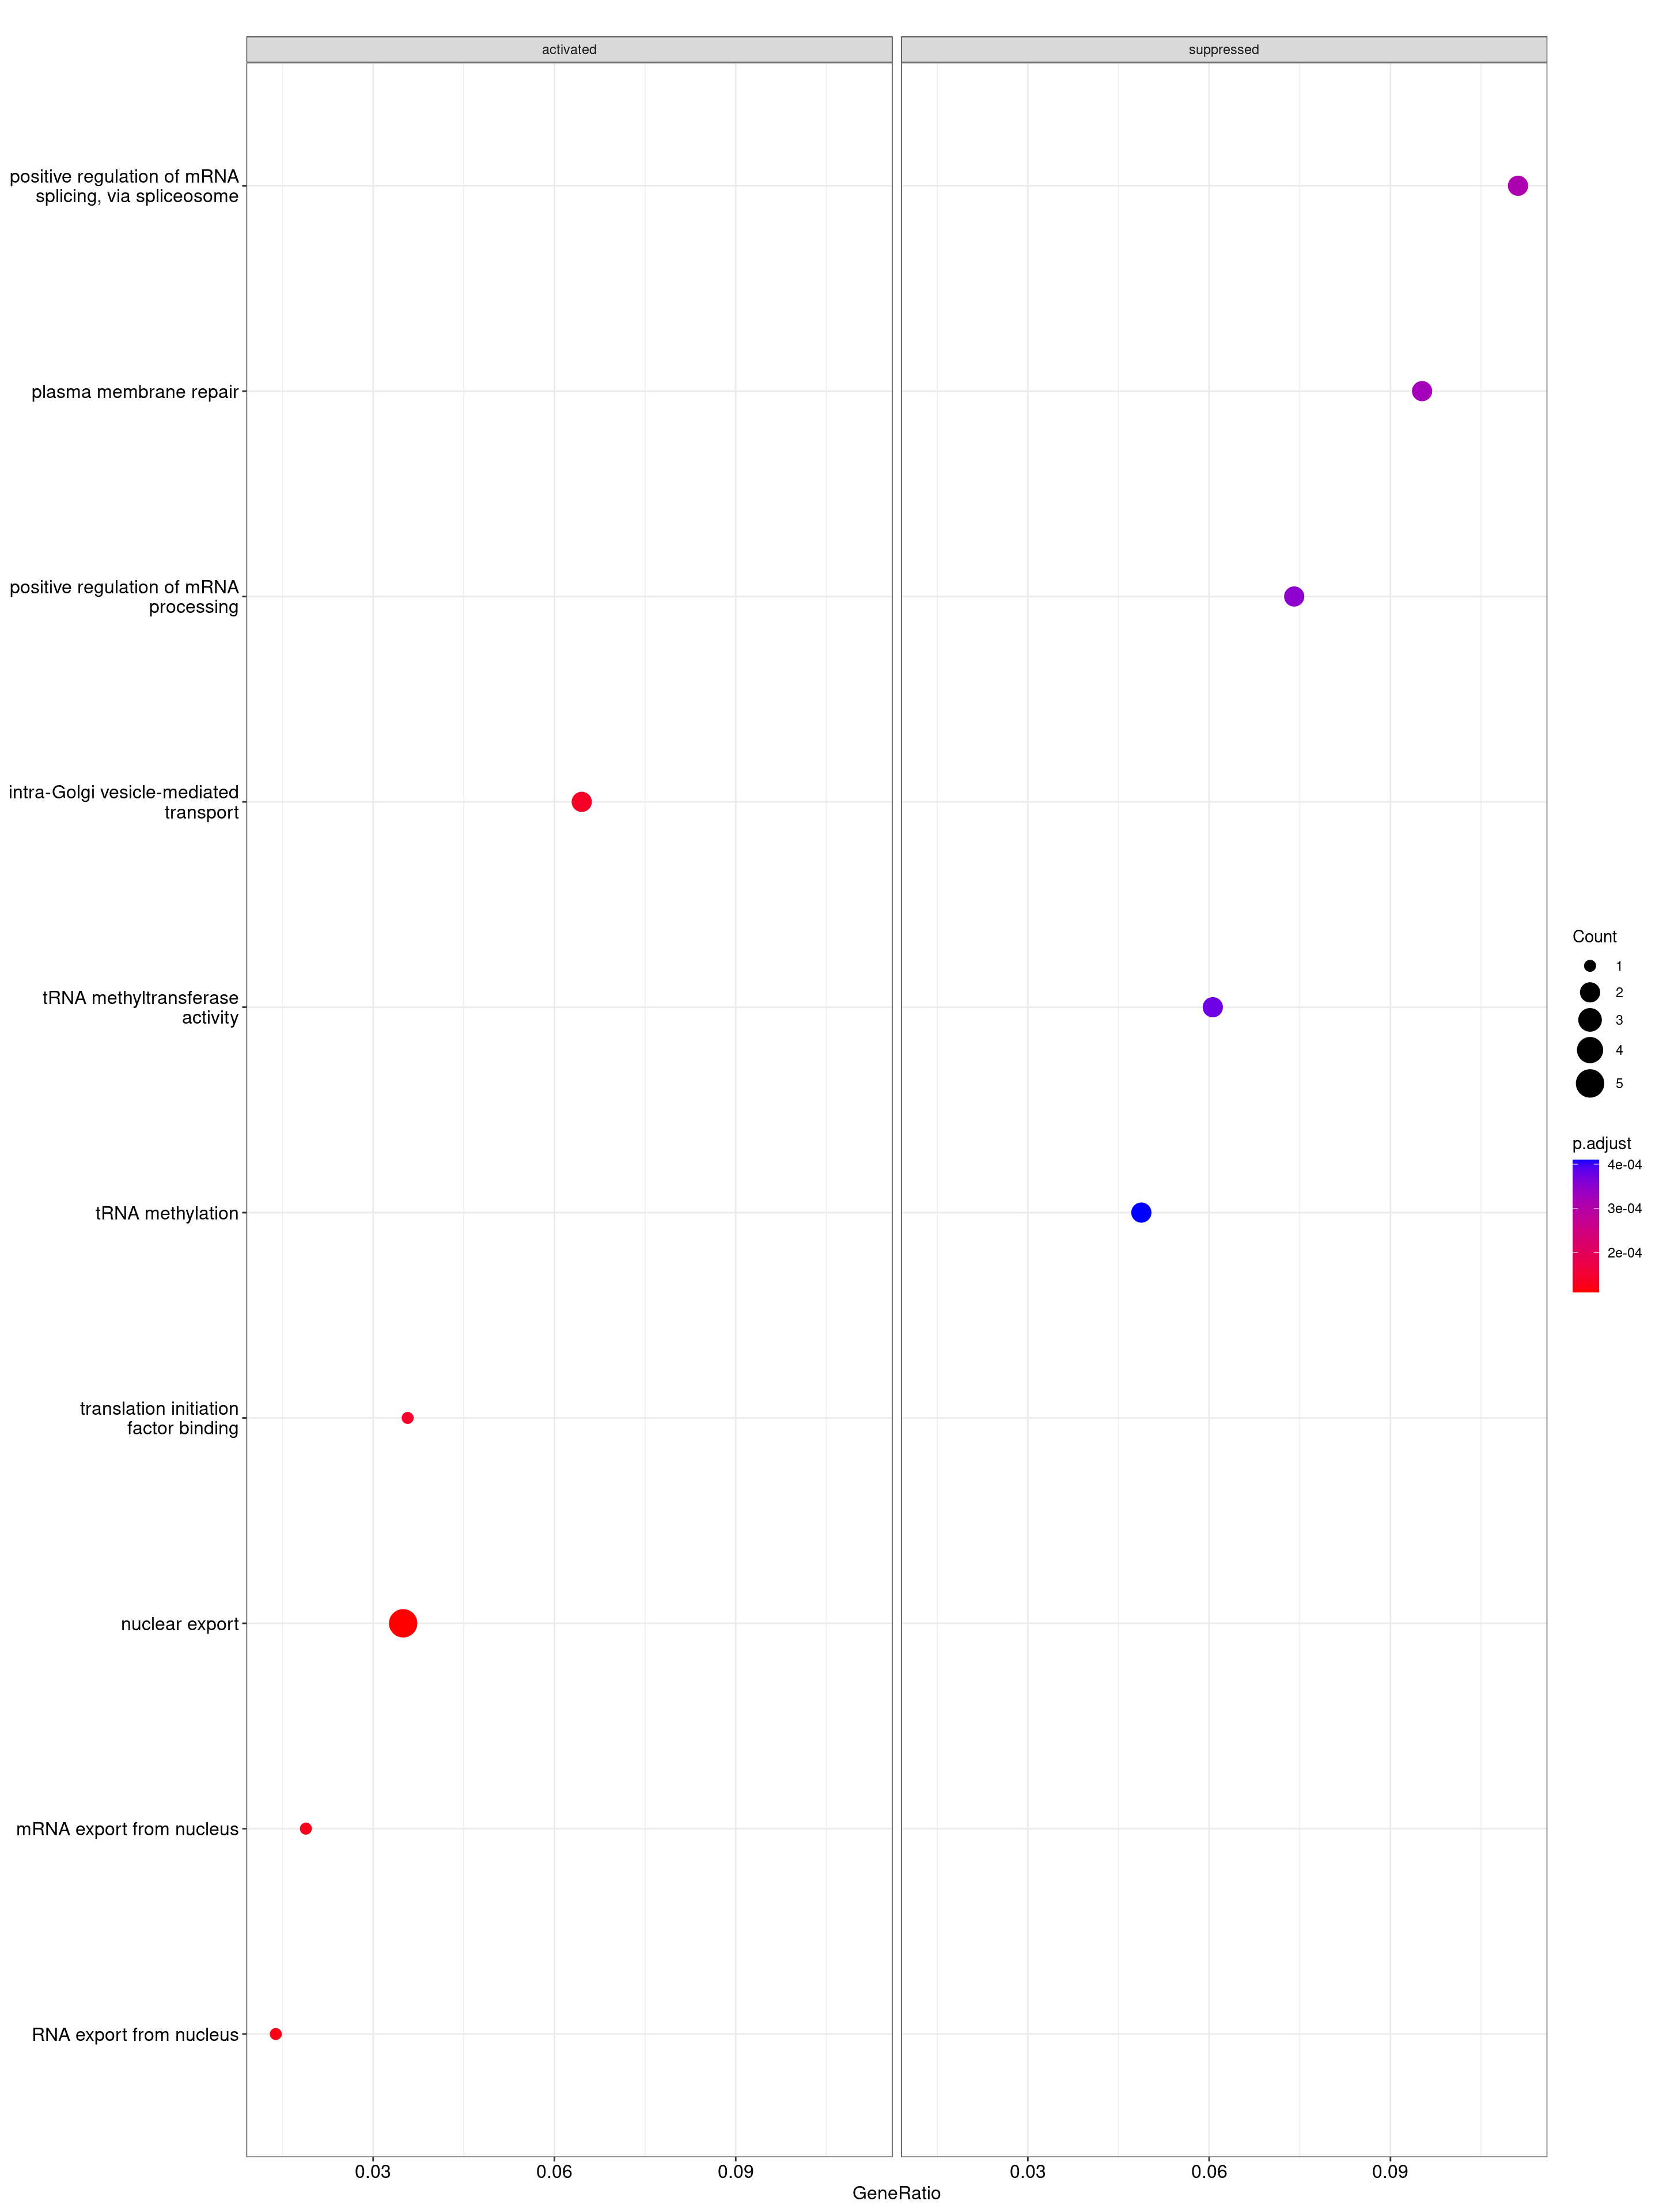 activated
suppressed
positive regulation of mRNA
splicing, via spliceosome
plasma membrane repair
positive regulation of mRNA
processing
intra-Golgi vesicle-mediated
transport
tRNA methyltransferase
activity
tRNA methylation
translation initiation
factor binding
nuclear export
mRNA export from nucleus
RNA export from nucleus
0.03 0.06 0.09
0.03 0.06 0.09
GeneRatio
Count
1
2
3
4
5
p.adjust
4e-04
3e-04
2e-04